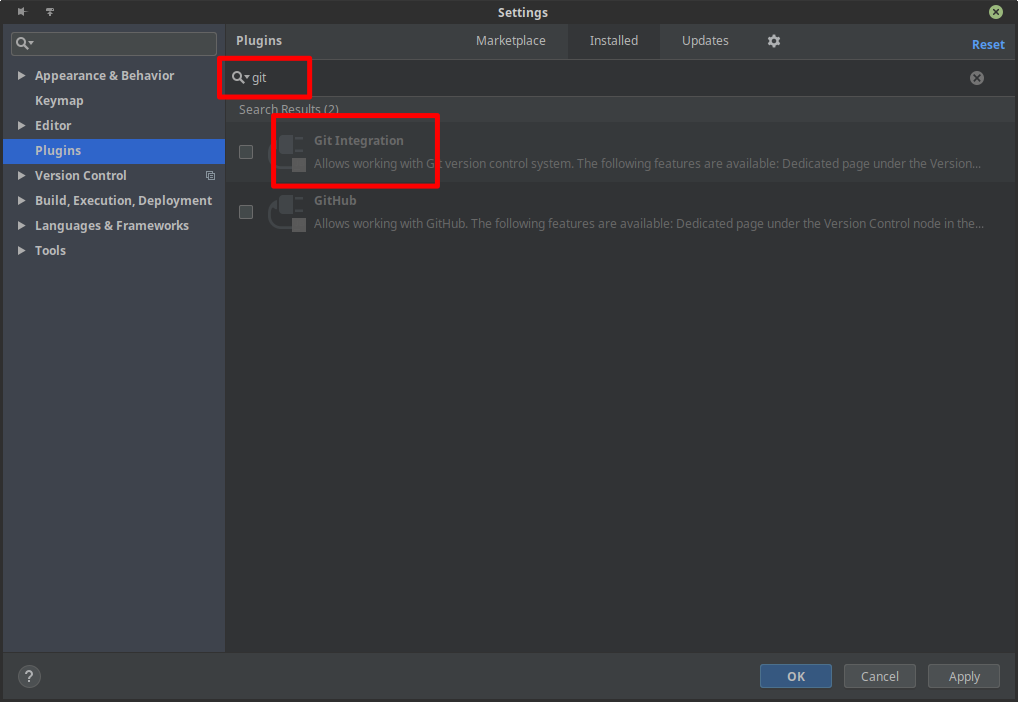 Settings
Plugins
Marketplace
Installed
Updates
Reset
git
Search Results (2)
Appearance & Behavior
Keymap
Editor
Plugins
Version Control
Build, Execution, Deployment
Languages & Frameworks
Tools
Git Integration
Allows working with Git version control system. The following features are available: Dedicated page under the Version...
GitHub
Allows working with GitHub. The following features are available: Dedicated page under the Version Control node in the...
?
OK
Cancel
Apply